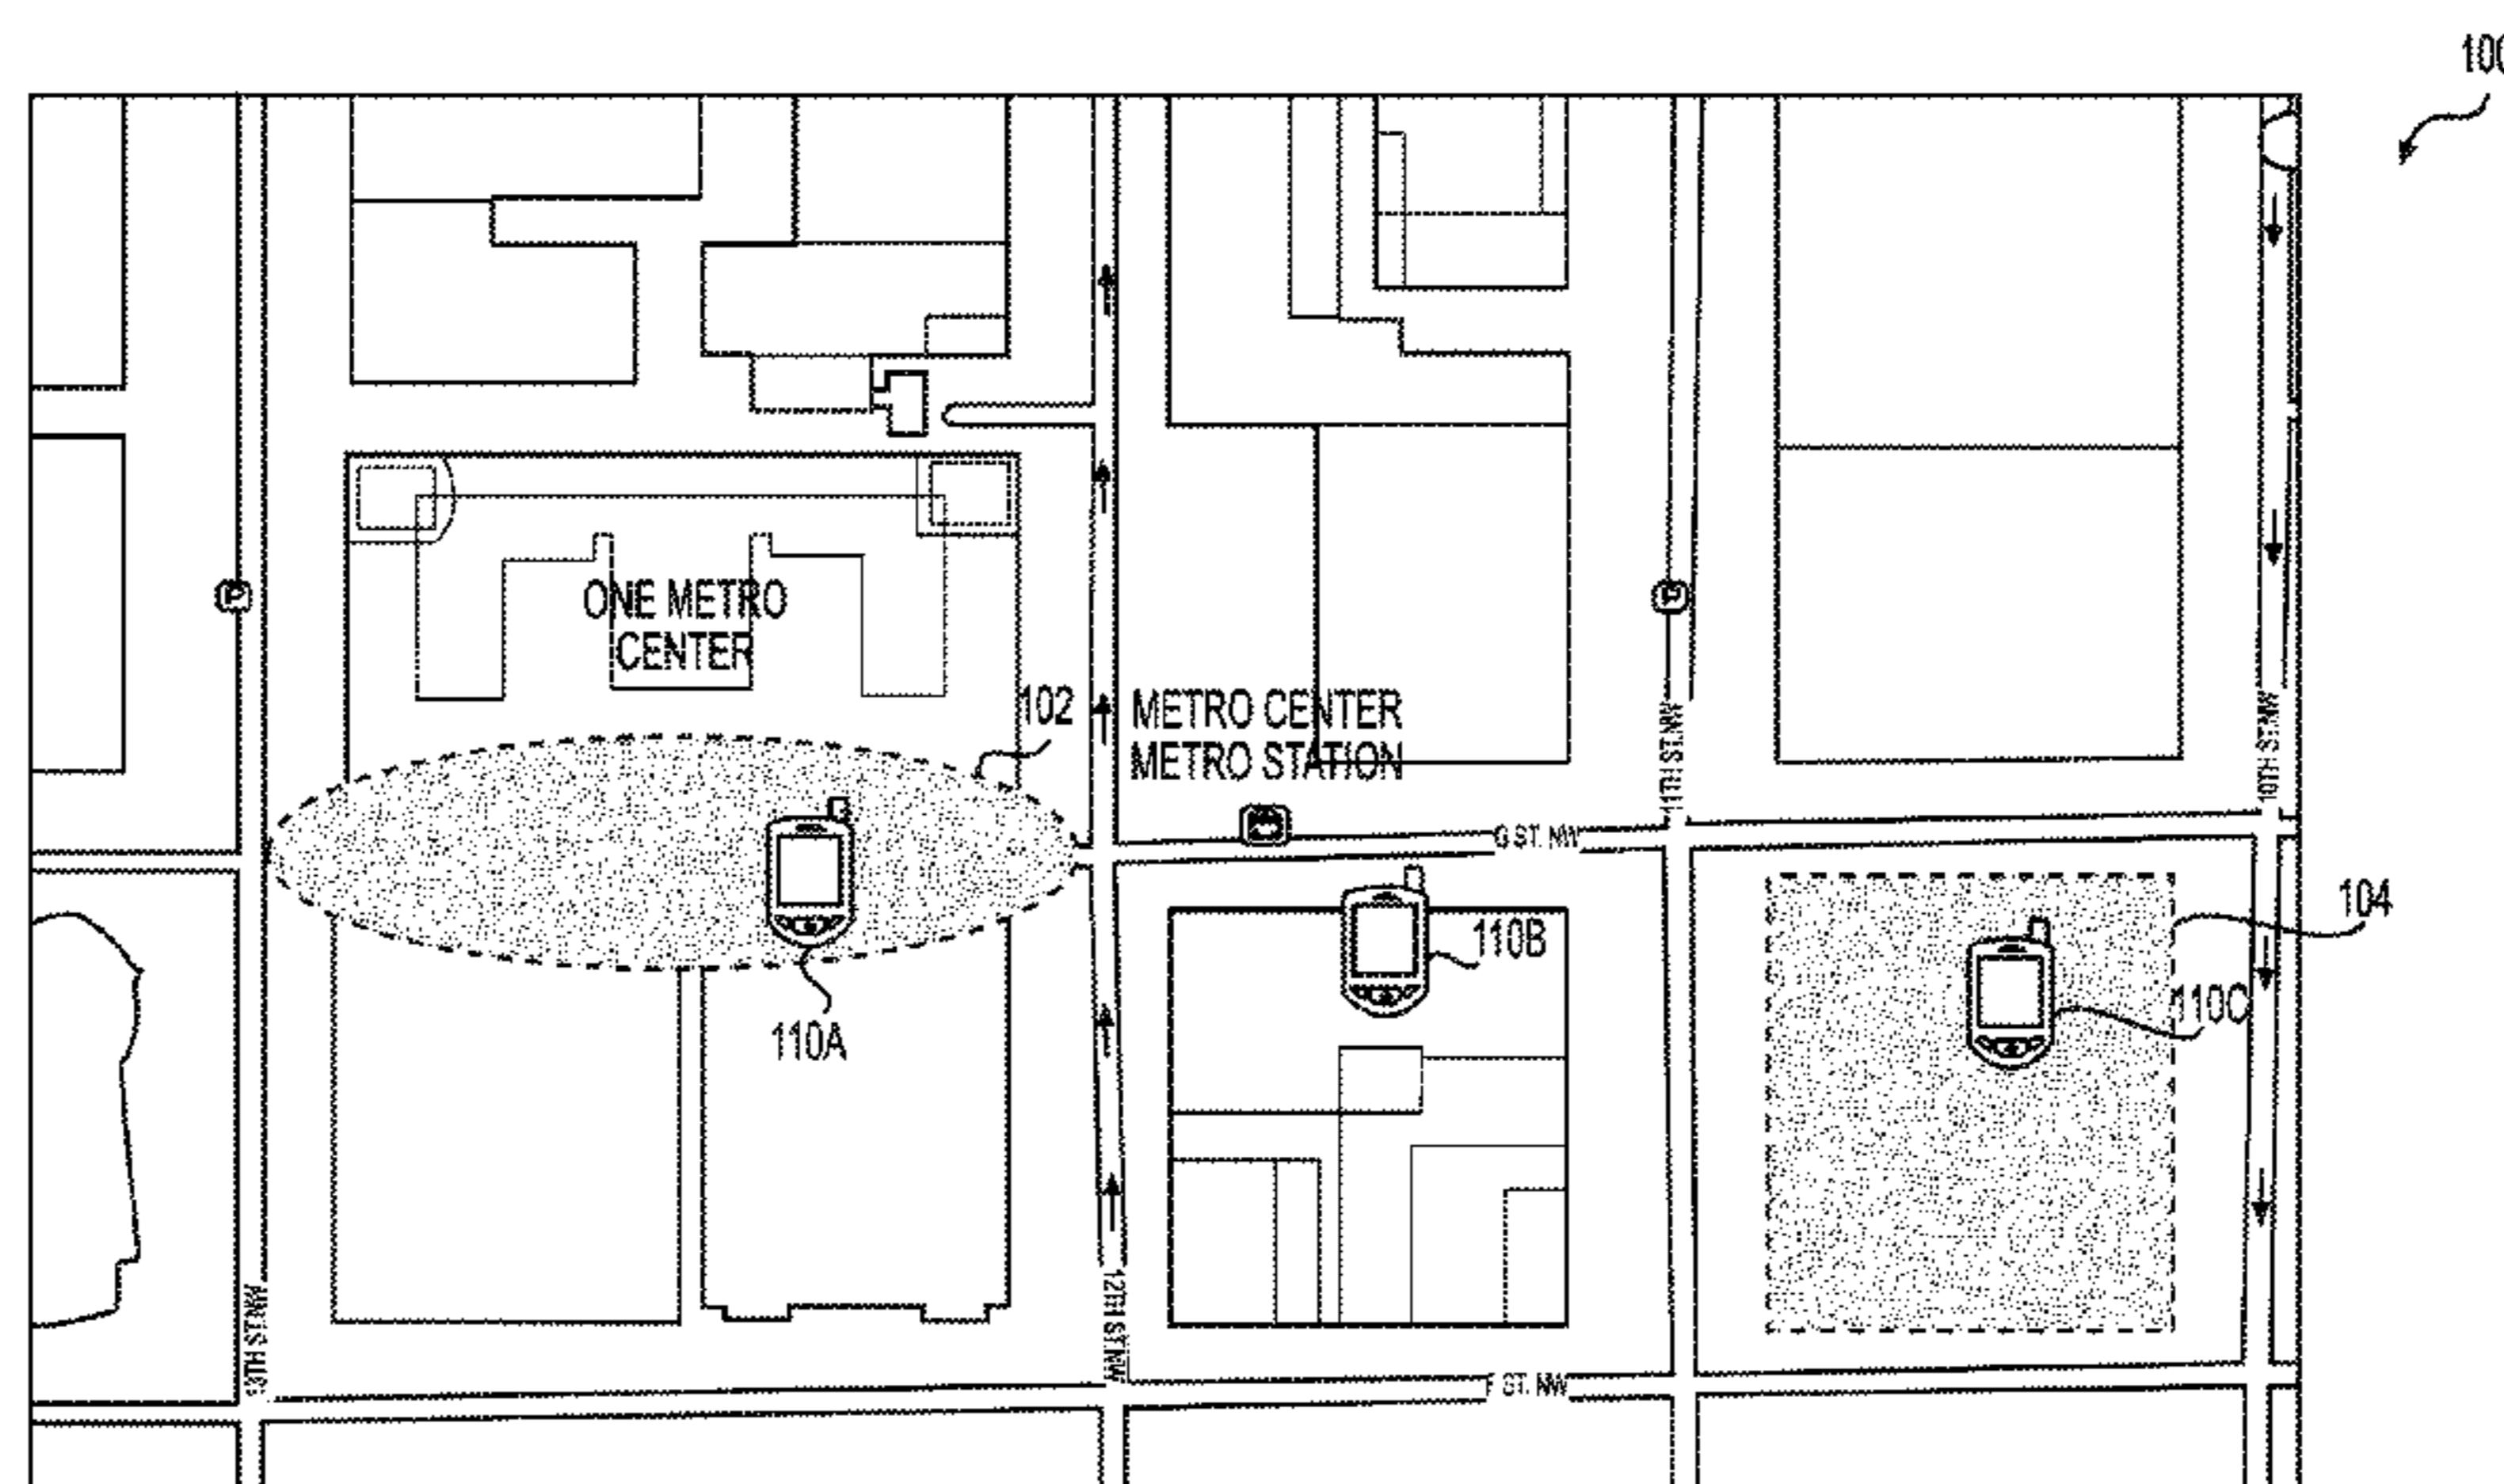 100
P
ONE METRO
CENTER
P
102
METRO CENTER
METRO STATION
11TH ST.NW
10TH ST.NW
G ST. NW
104
110B
110C
110A
13TH ST.NW
12TH ST.NW
F ST. NW